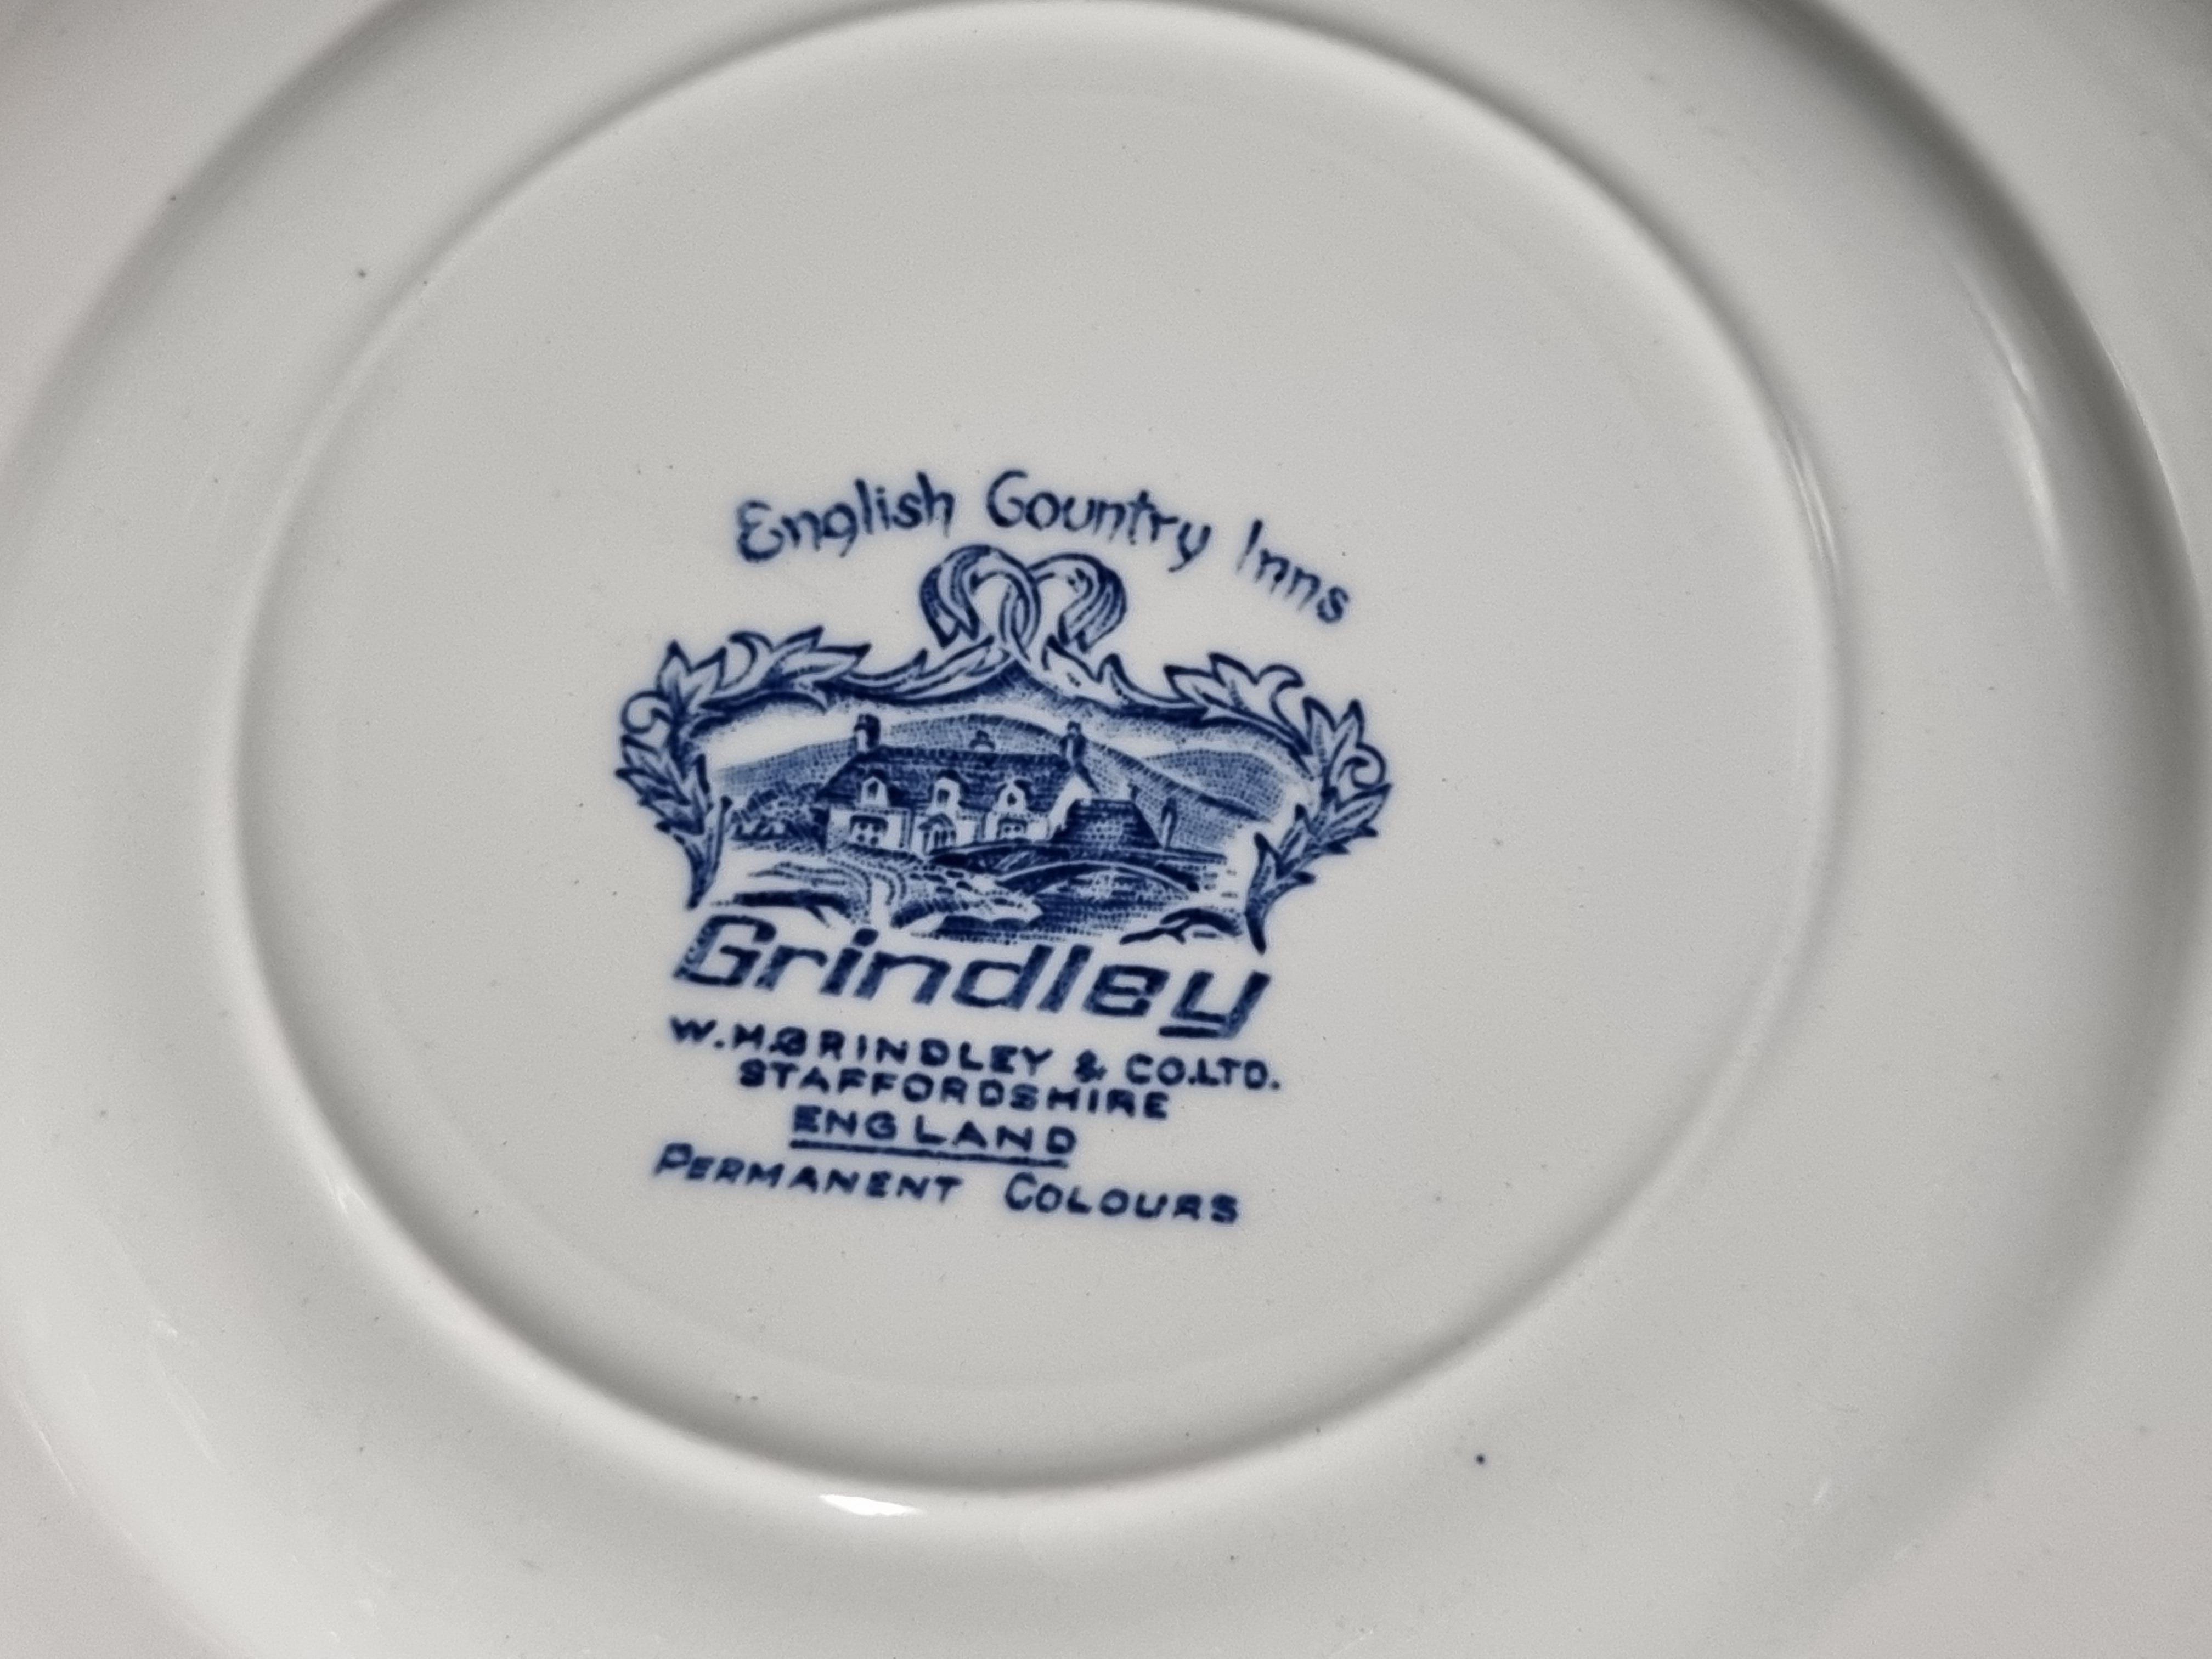 English Country Inns
Grindley
W.H.GRINDLEY & CO.LTD.
STAFFORDSHIRE
ENGLAND
PERMANENT COLOURS